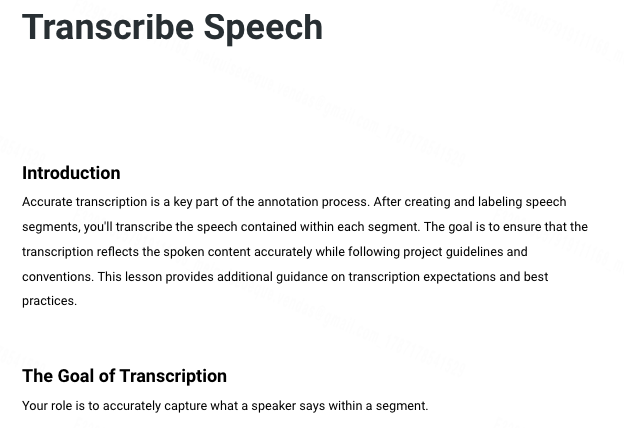 Transcribe Speech
Introduction
Accurate transcription is a key part of the annotation process. After creating and labeling speech
segments, you'll transcribe the speech contained within each segment. The goal is to ensure that the
transcription reflects the spoken content accurately while following project guidelines and
conventions. This lesson provides additional guidance on transcription expectations and best
practices.
The Goal of Transcription
Your role is to accurately capture what a speaker says within a segment.